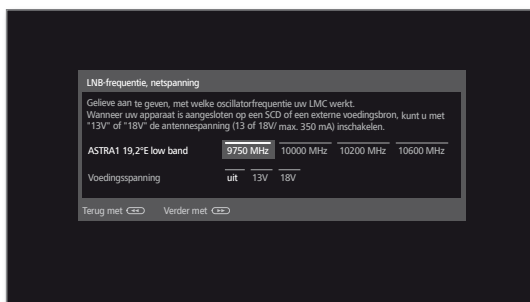 LNB-frequentie, netspanning
Gelieve aan te geven, met welke oscillatorfrequentie uw LMC werkt.
Wanneer uw apparaat is aangesloten op een SCD of een externe voedingsbron, kunt u met
"13V" of "18V" de antennespanning (13 of 18V/ max. 350 mA) inschakelen.
ASTRA1 19,2°E low band 9750 MHz 10000 MHz 10200 MHz 10600 MHz
Voedingsspanning uit 13V 18V
Terug met Verder met